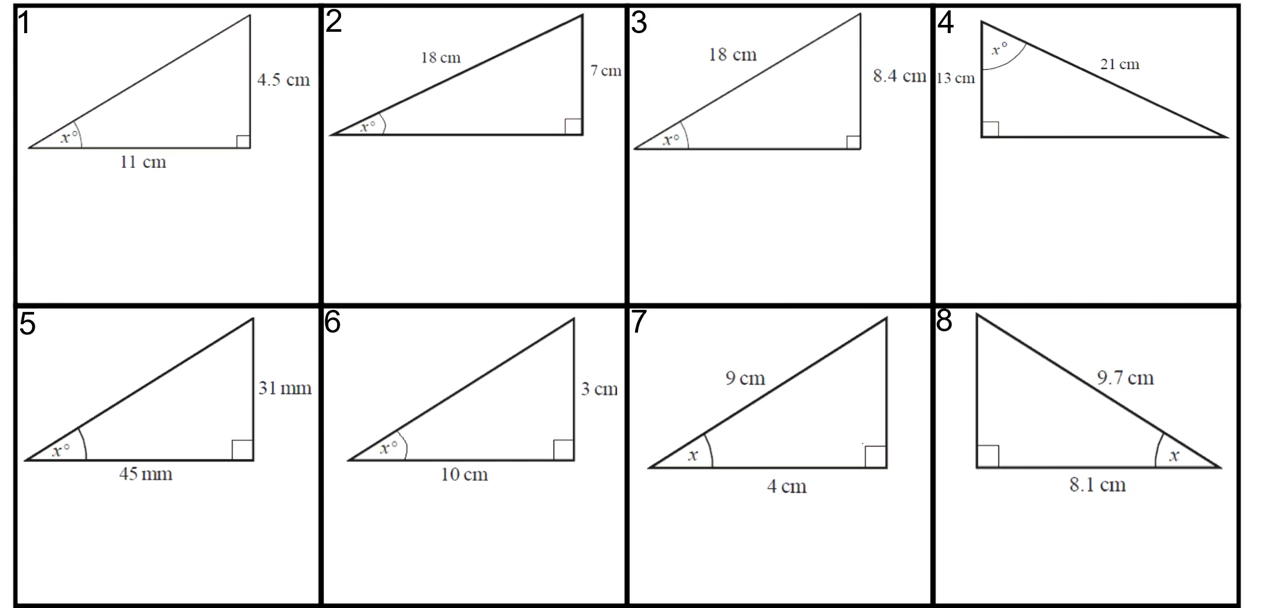 1
4.5 cm
x°
11 cm
2
18 cm
7 cm
x°
3
18 cm
8.4 cm
x°
4
x°
21 cm
13 cm
5
31 mm
x°
45 mm
6
3 cm
x°
10 cm
7
9 cm
x
4 cm
8
9.7 cm
x
8.1 cm